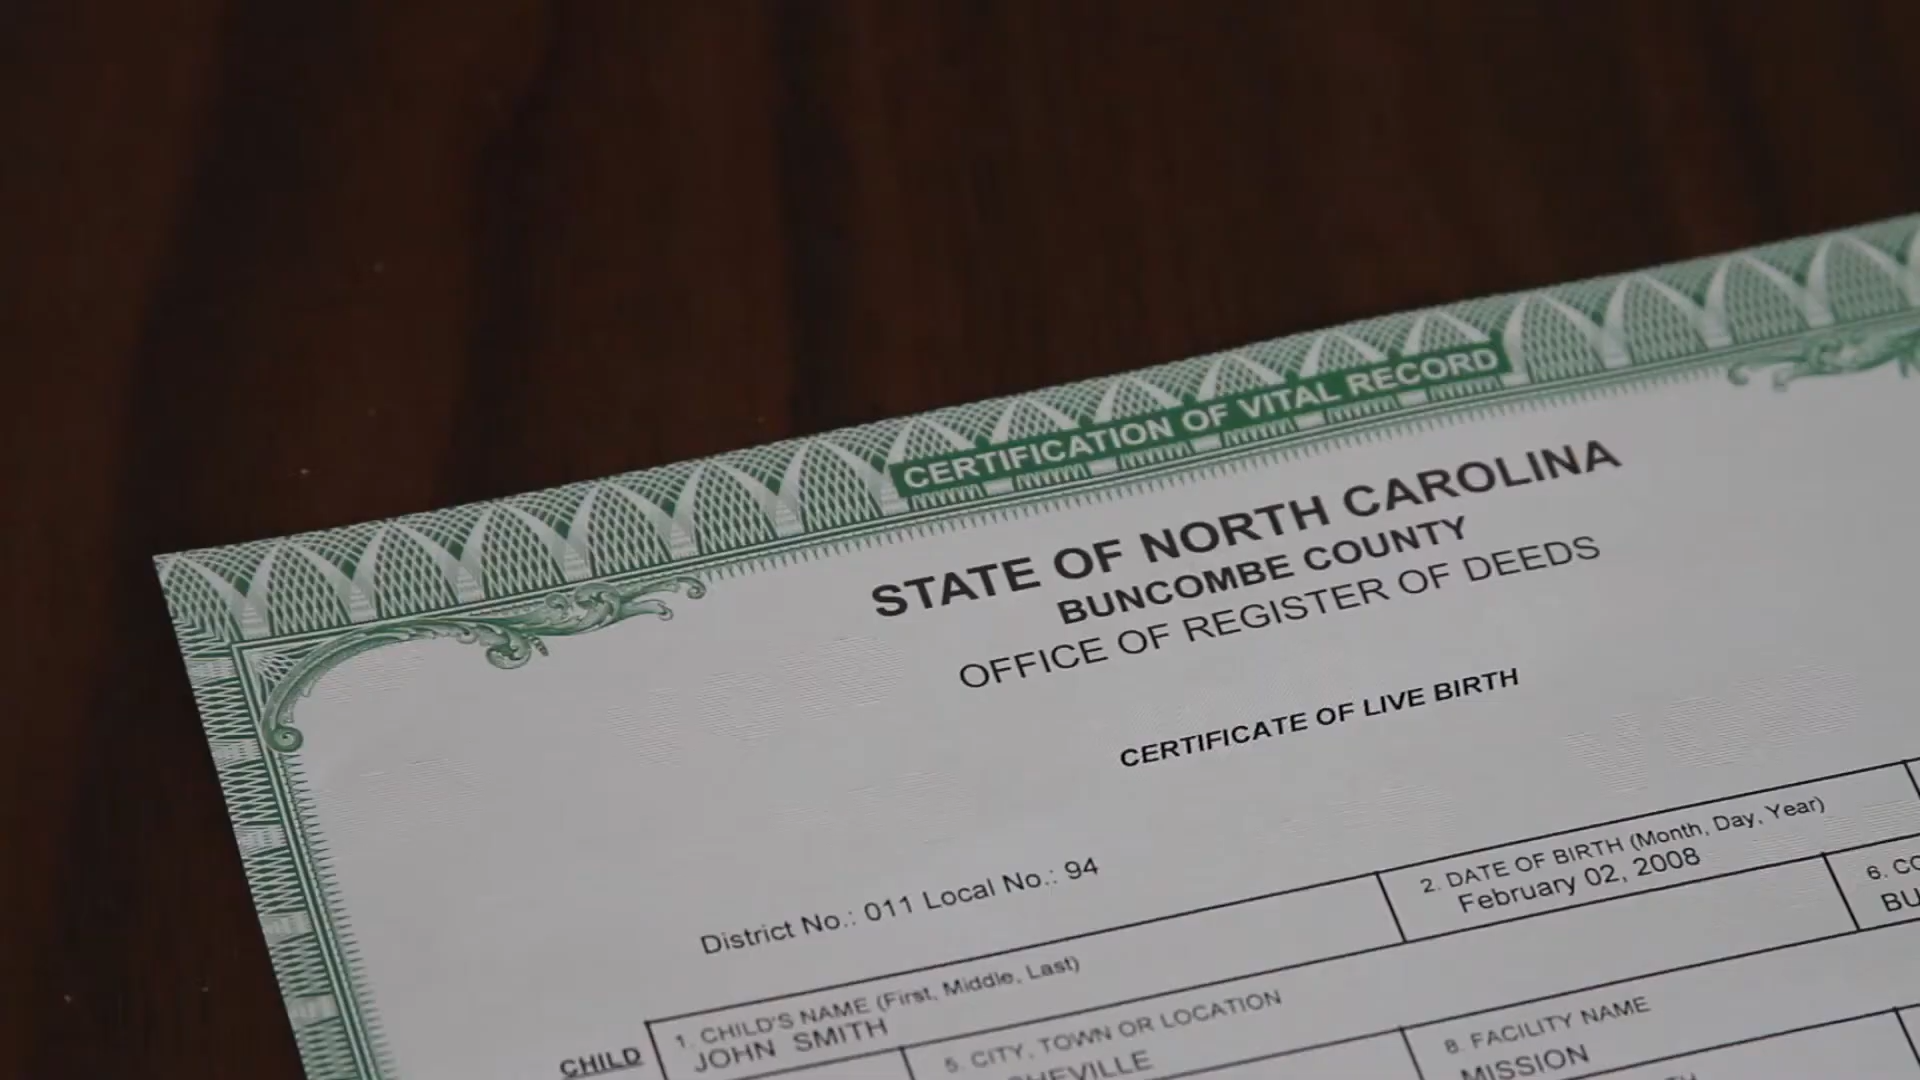 CERTIFICATION OF VITAL RECORD
STATE OF NORTH CAROLINA
BUNCOMBE COUNTY
OFFICE OF REGISTER OF DEEDS
CERTIFICATE OF LIVE BIRTH
District No.: 011 Local No.: 94
CHILD
1. CHILD'S NAME (First, Middle, Last)
JOHN SMITH
2. DATE OF BIRTH (Month, Day, Year)
February 02, 2008
5. CITY, TOWN OR LOCATION
HEVILLE
6. CO
BU
8. FACILITY NAME
MISSION